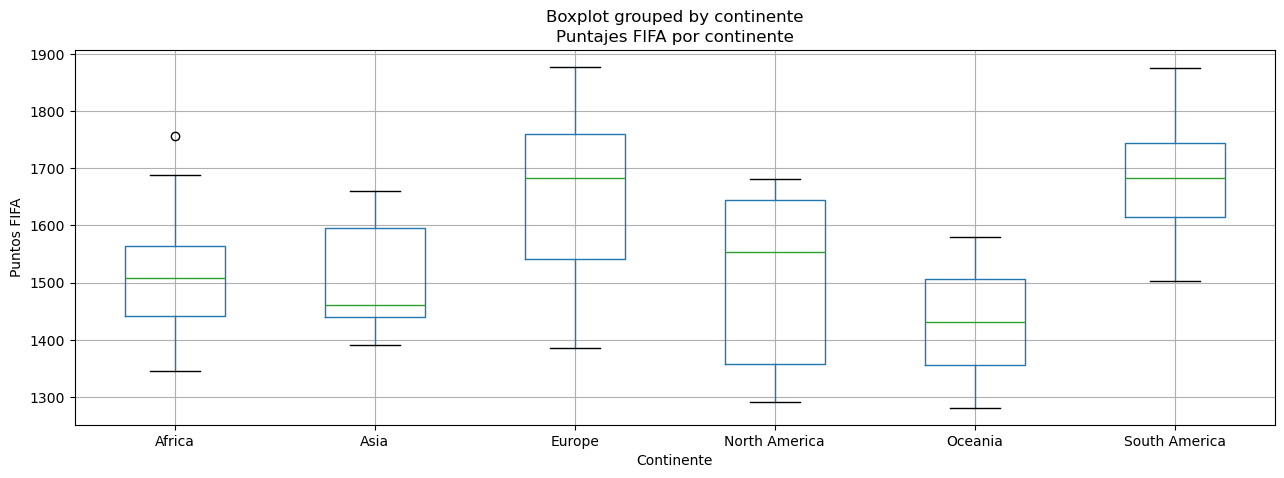 Boxplot grouped by continente
Puntajes FIFA por continente
1900
1800
1700
1600
1500
1400
1300
Puntos FIFA
Africa
Asia
Europe
North America
Oceania
South America
Continente